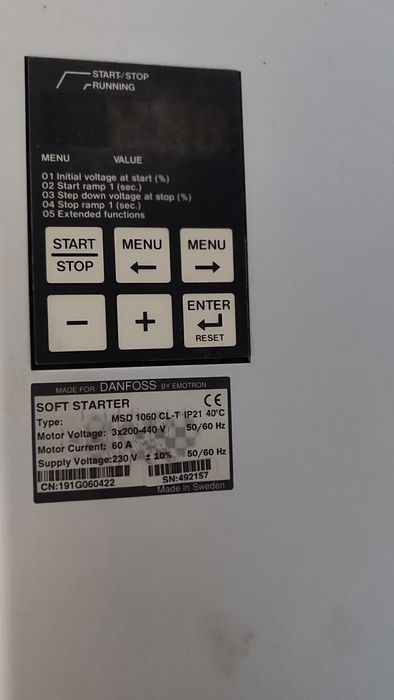 START/STOP
RUNNING
MENU VALUE
01 Initial voltage at start (%)
02 Start ramp 1 (sec.)
03 Step down voltage at stop (%)
04 Stop ramp 1 (sec.)
05 Extended functions
START MENU MENU
STOP ← →
− + ENTER
↵
RESET
MADE FOR DANFOSS BY EMOTRON
SOFT STARTER CE
Type: MSD 1060 CL-T IP21 40°C
Motor Voltage: 3x200-440 V 50/60 Hz
Motor Current: 60 A
Supply Voltage:230 V ± 10% 50/60 Hz
CN:191G060422 SN:492157
Made in Sweden